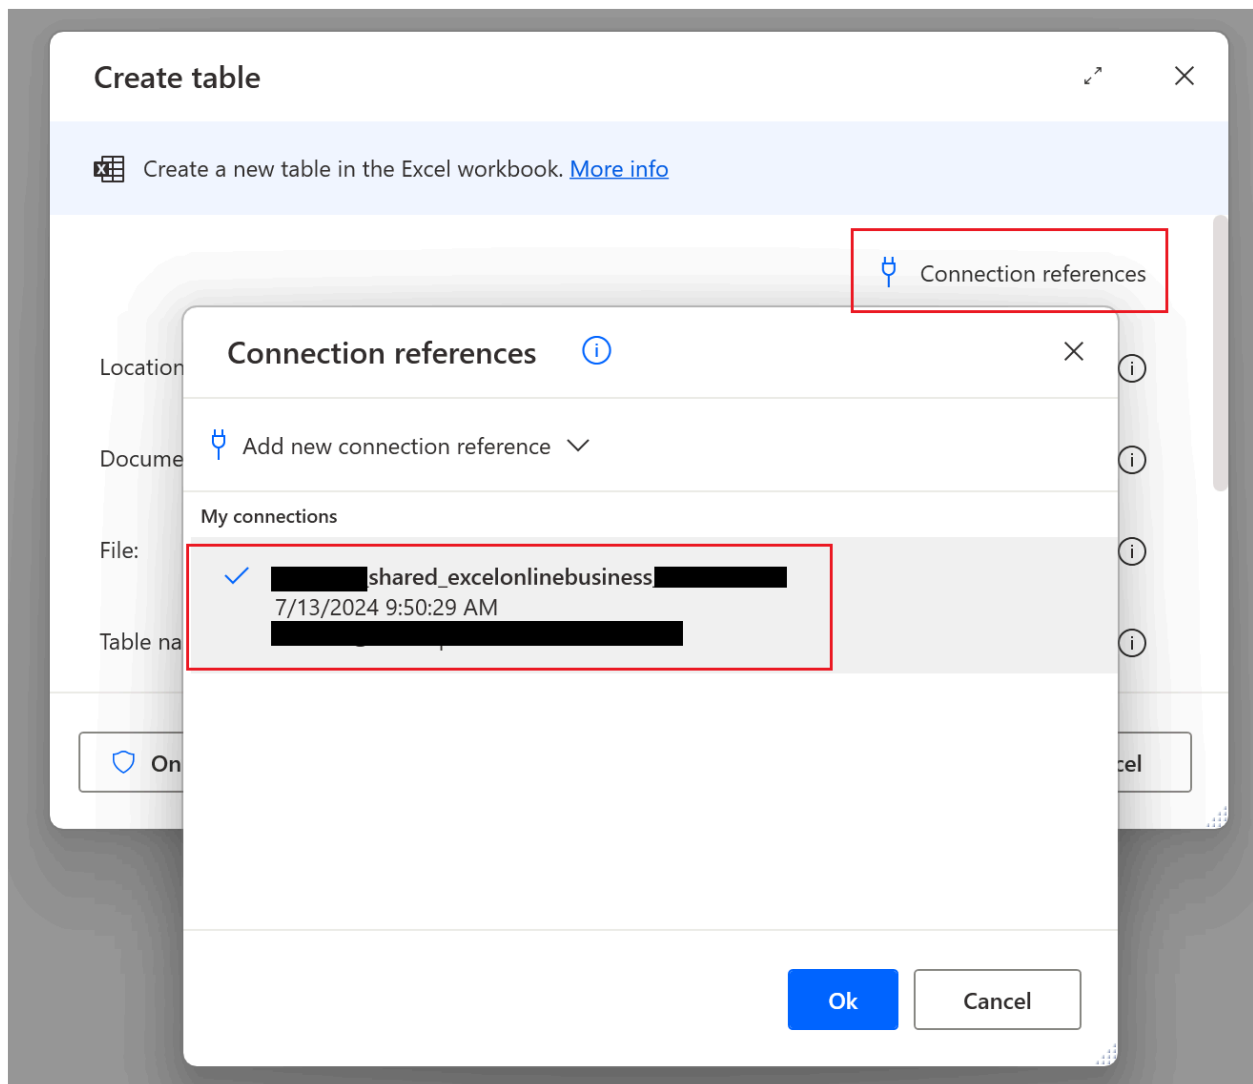 Create table
Create a new table in the Excel workbook. More info
Connection references
Connection references
Location
Add new connection reference
Docume
My connections
File:
shared_excelonlinebusiness
7/13/2024 9:50:29 AM
Table na
On
cel
Ok
Cancel